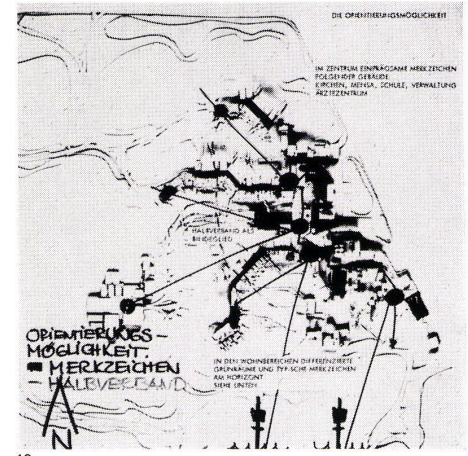 DIE ORIENTIERUNGSMÖGLICHKEIT
IM ZENTRUM EINPRÄGSAME MERKZEICHEN
FOLGENDER GEBÄUDE:
KIRCHEN, MENSA, SCHULE, VERWALTUNG
ÄRZTEZENTRUM
HALBVERBAND ALS
BINDEGLIED
ORIENTIERUNGS-
MÖGLICHKEIT:
MERKZEICHEN
HALBVERBAND
IN DEN WOHNBEREICHEN DIFFERENZIERTE
GRÜNRÄUME UND TYPISCHE MERKZEICHEN
AM HORIZONT
SIEHE UNTEN
N